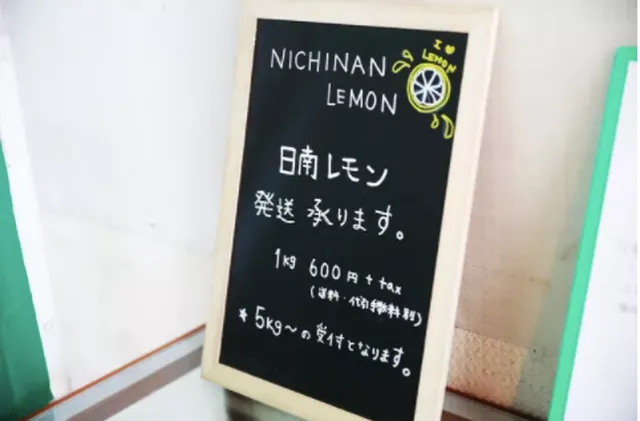 I ♥
LEMON
NICHINAN
LEMON
日南レモン
発送 承ります。
1kg 600円+tax
(送料・代引手数料別)
* 5kg〜の受付となります。